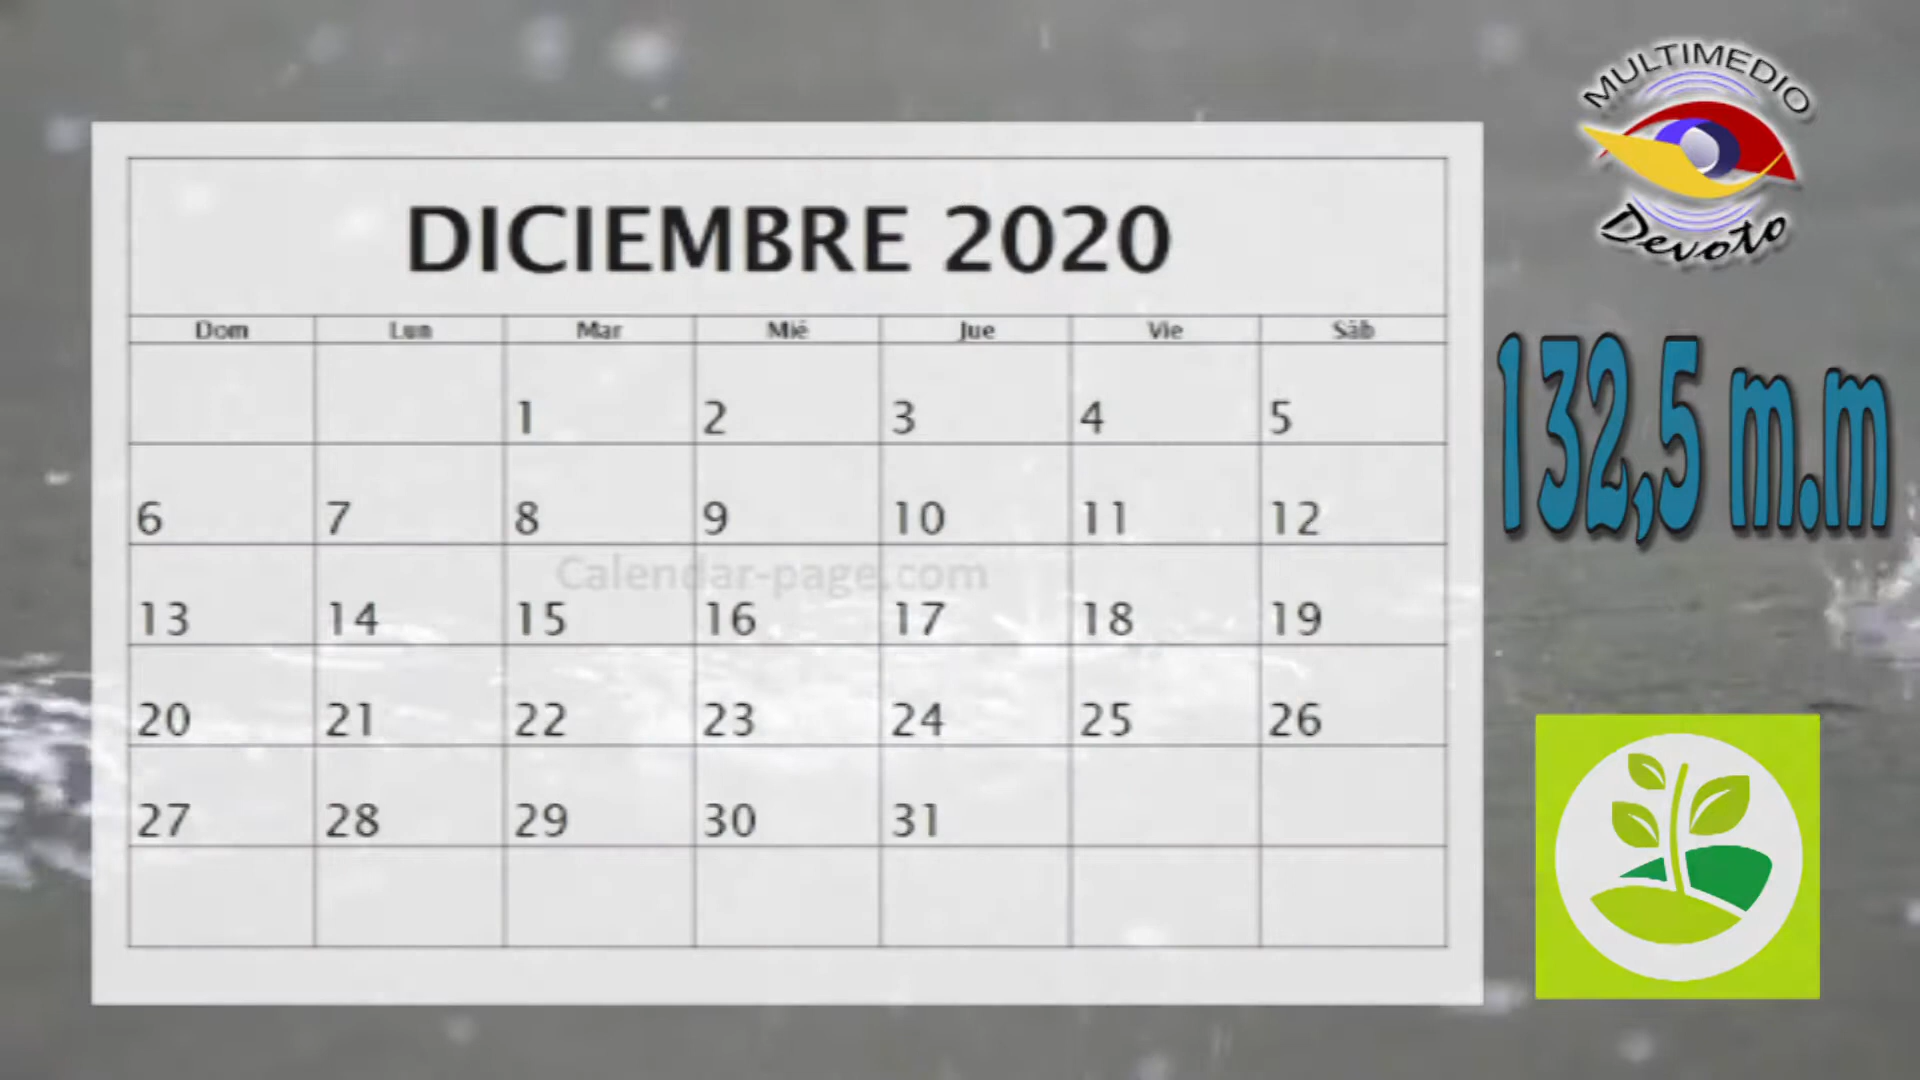 MULTIMEDIO
Devoto
DICIEMBRE 2020
Dom Lun Mar Mié Jue Vie Sáb
1 2 3 4 5
6 7 8 9 10 11 12
Calendar-page.com
13 14 15 16 17 18 19
20 21 22 23 24 25 26
27 28 29 30 31
132,5 m.m